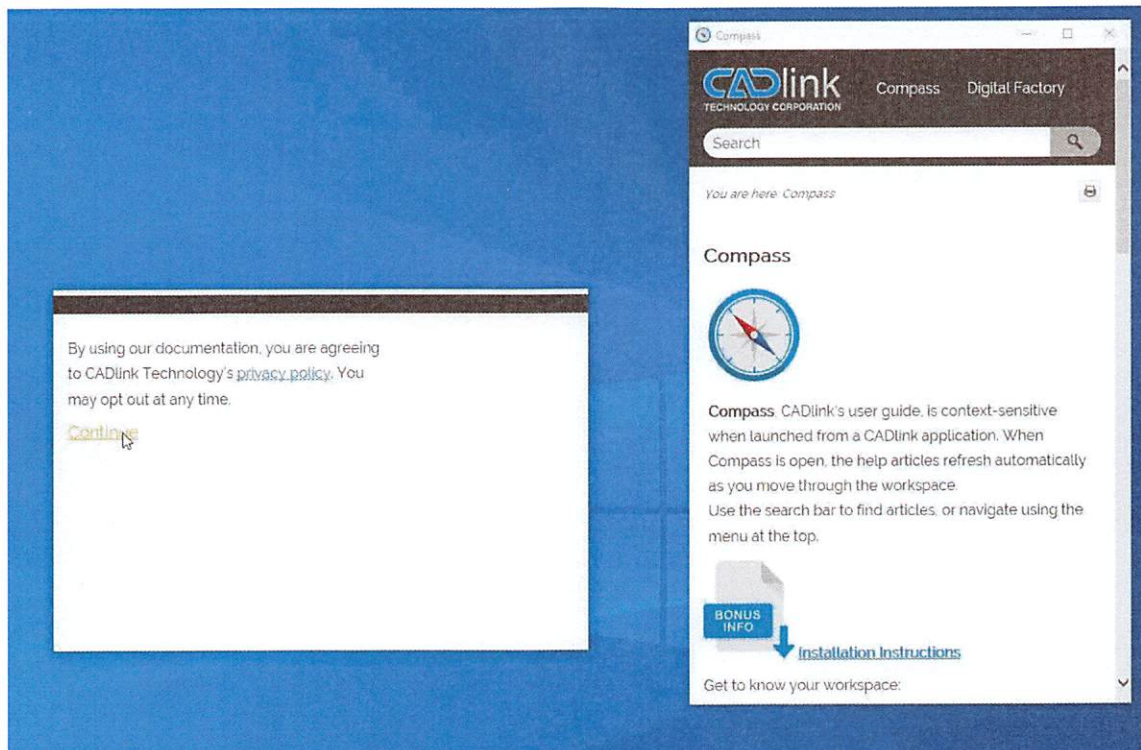 By using our documentation, you are agreeing
to CADlink Technology's privacy policy. You
may opt out at any time.
Continue
Compass
CADlink
TECHNOLOGY CORPORATION
Compass Digital Factory
Search
You are here: Compass
Compass
Compass, CADlink's user guide, is context-sensitive
when launched from a CADlink application. When
Compass is open, the help articles refresh automatically
as you move through the workspace.
Use the search bar to find articles, or navigate using the
menu at the top.
BONUS
INFO
Installation Instructions
Get to know your workspace: